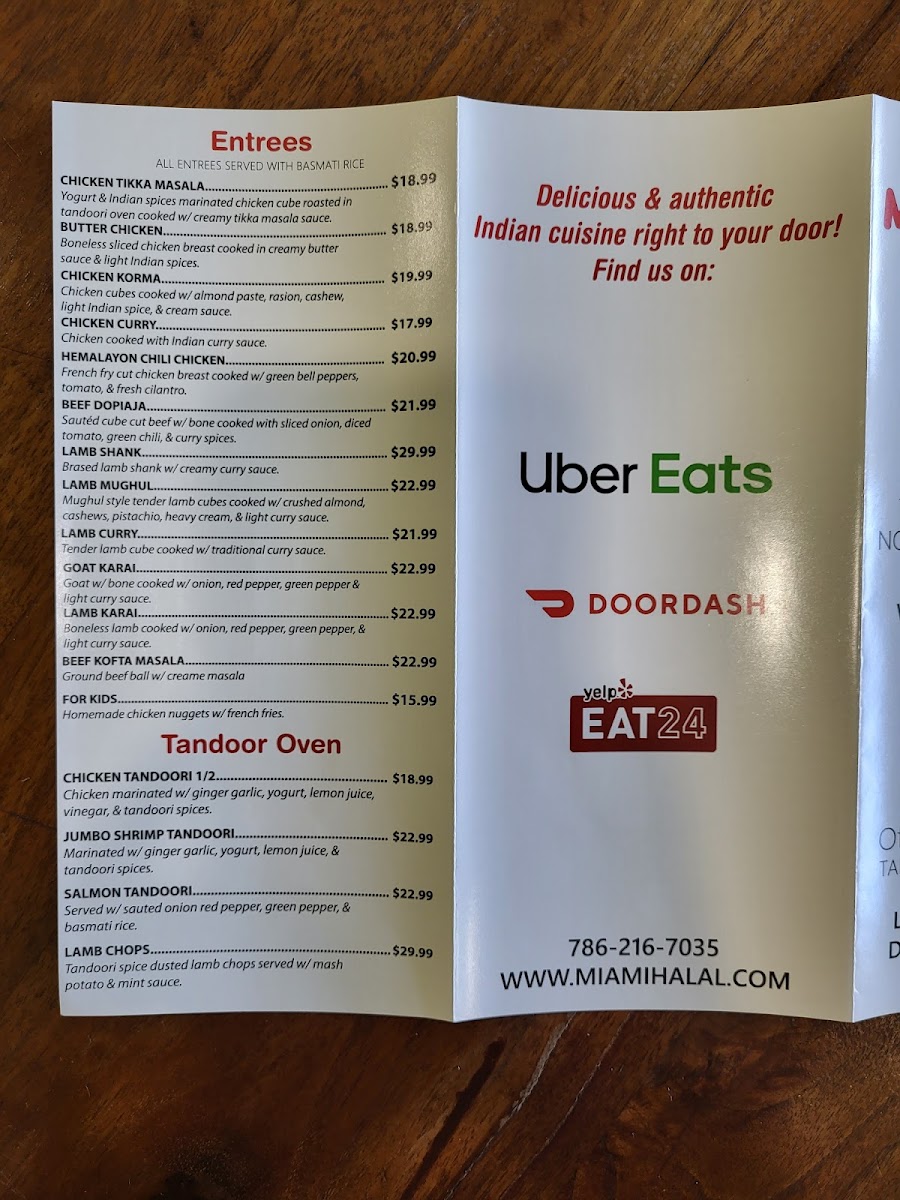 Entrees
ALL ENTREES SERVED WITH BASMATI RICE
CHICKEN TIKKA MASALA $18.99
Yogurt & Indian spices marinated chicken cube roasted in
tandoori oven cooked w/ creamy tikka masala sauce.
BUTTER CHICKEN $18.99
Boneless sliced chicken breast cooked in creamy butter
sauce & light Indian spices.
CHICKEN KORMA $19.99
Chicken cubes cooked w/ almond paste, rasion, cashew,
light Indian spice, & cream sauce.
CHICKEN CURRY $17.99
Chicken cooked with Indian curry sauce.
HEMALAYON CHILI CHICKEN $20.99
French fry cut chicken breast cooked w/ green bell peppers,
tomato, & fresh cilantro.
BEEF DOPIAJA $21.99
Sautéd cube cut beef w/ bone cooked with sliced onion, diced
tomato, green chili, & curry spices.
LAMB SHANK $29.99
Brased lamb shank w/ creamy curry sauce.
LAMB MUGHUL $22.99
Mughul style tender lamb cubes cooked w/ crushed almond,
cashews, pistachio, heavy cream, & light curry sauce.
LAMB CURRY $21.99
Tender lamb cube cooked w/ traditional curry sauce.
GOAT KARAI $22.99
Goat w/ bone cooked w/ onion, red pepper, green pepper &
light curry sauce.
LAMB KARAI $22.99
Boneless lamb cooked w/ onion, red pepper, green pepper, &
light curry sauce.
BEEF KOFTA MASALA $22.99
Ground beef ball w/ creame masala
FOR KIDS $15.99
Homemade chicken nuggets w/ french fries.
Tandoor Oven
CHICKEN TANDOORI 1/2 $18.99
Chicken marinated w/ ginger garlic, yogurt, lemon juice,
vinegar, & tandoori spices.
JUMBO SHRIMP TANDOORI $22.99
Marinated w/ ginger garlic, yogurt, lemon juice, &
tandoori spices.
SALMON TANDOORI $22.99
Served w/ sauted onion red pepper, green pepper, &
basmati rice.
LAMB CHOPS $29.99
Tandoori spice dusted lamb chops served w/ mash
potato & mint sauce.
Delicious & authentic
Indian cuisine right to your door!
Find us on:
Uber Eats
DOORDASH
yelp
EAT24
786-216-7035
WWW.MIAMIHALAL.COM